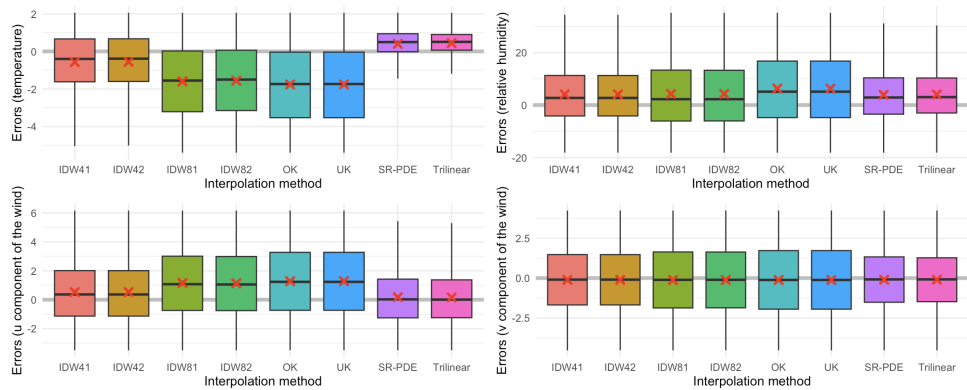 Errors (temperature)
2
0
-2
-4
IDW41 IDW42 IDW81 IDW82 OK UK SR-PDE Trilinear
Interpolation method
Errors (relative humidity)
20
0
-20
IDW41 IDW42 IDW81 IDW82 OK UK SR-PDE Trilinear
Interpolation method
Errors (u component of the wind)
6
4
2
0
-2
IDW41 IDW42 IDW81 IDW82 OK UK SR-PDE Trilinear
Interpolation method
Errors (v component of the wind)
2.5
0.0
-2.5
IDW41 IDW42 IDW81 IDW82 OK UK SR-PDE Trilinear
Interpolation method